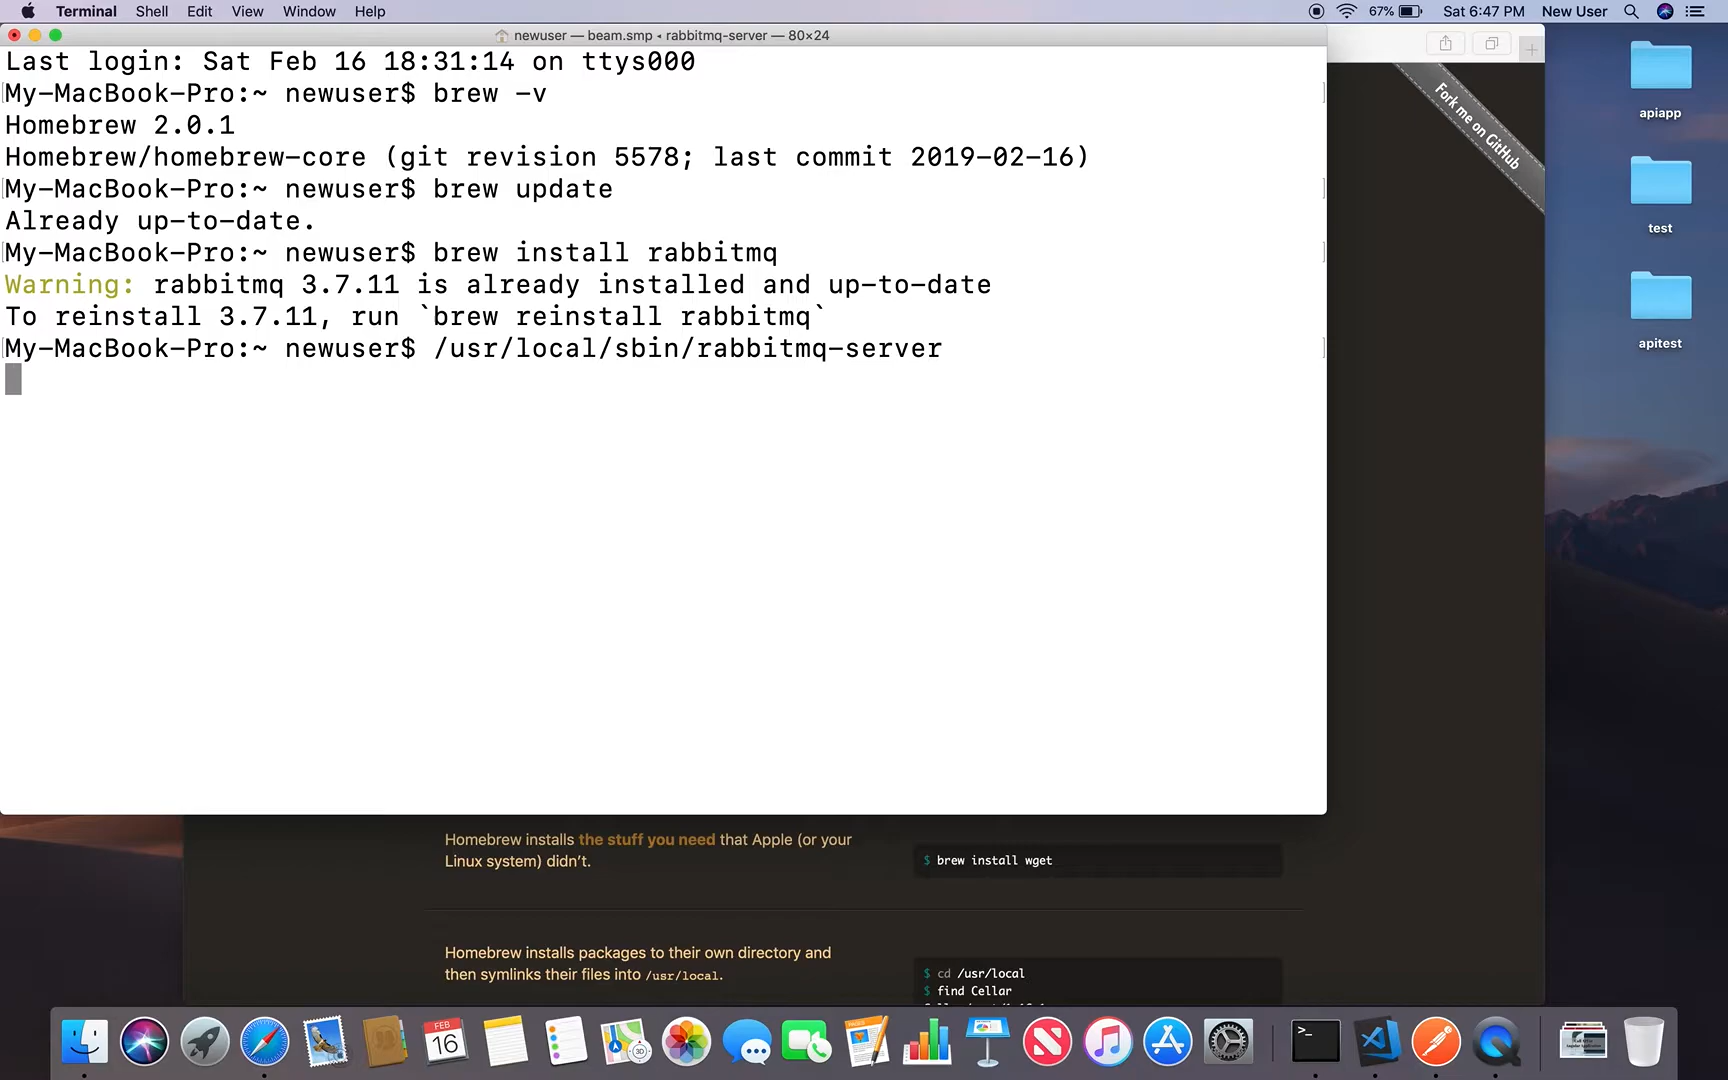 Terminal Shell Edit View Window Help
67% Sat 6:47 PM New User
newuser — beam.smp ◂ rabbitmq-server — 80×24
Last login: Sat Feb 16 18:31:14 on ttys000
My-MacBook-Pro:~ newuser$ brew -v
Homebrew 2.0.1
Homebrew/homebrew-core (git revision 5578; last commit 2019-02-16)
My-MacBook-Pro:~ newuser$ brew update
Already up-to-date.
My-MacBook-Pro:~ newuser$ brew install rabbitmq
Warning: rabbitmq 3.7.11 is already installed and up-to-date
To reinstall 3.7.11, run `brew reinstall rabbitmq`
My-MacBook-Pro:~ newuser$ /usr/local/sbin/rabbitmq-server
Fork me on GitHub
apiapp
test
apitest
Homebrew installs the stuff you need that Apple (or your
Linux system) didn’t.
$ brew install wget
Homebrew installs packages to their own directory and
then symlinks their files into /usr/local.
$ cd /usr/local
$ find Cellar
FEB
16
3D
PAGES
>_